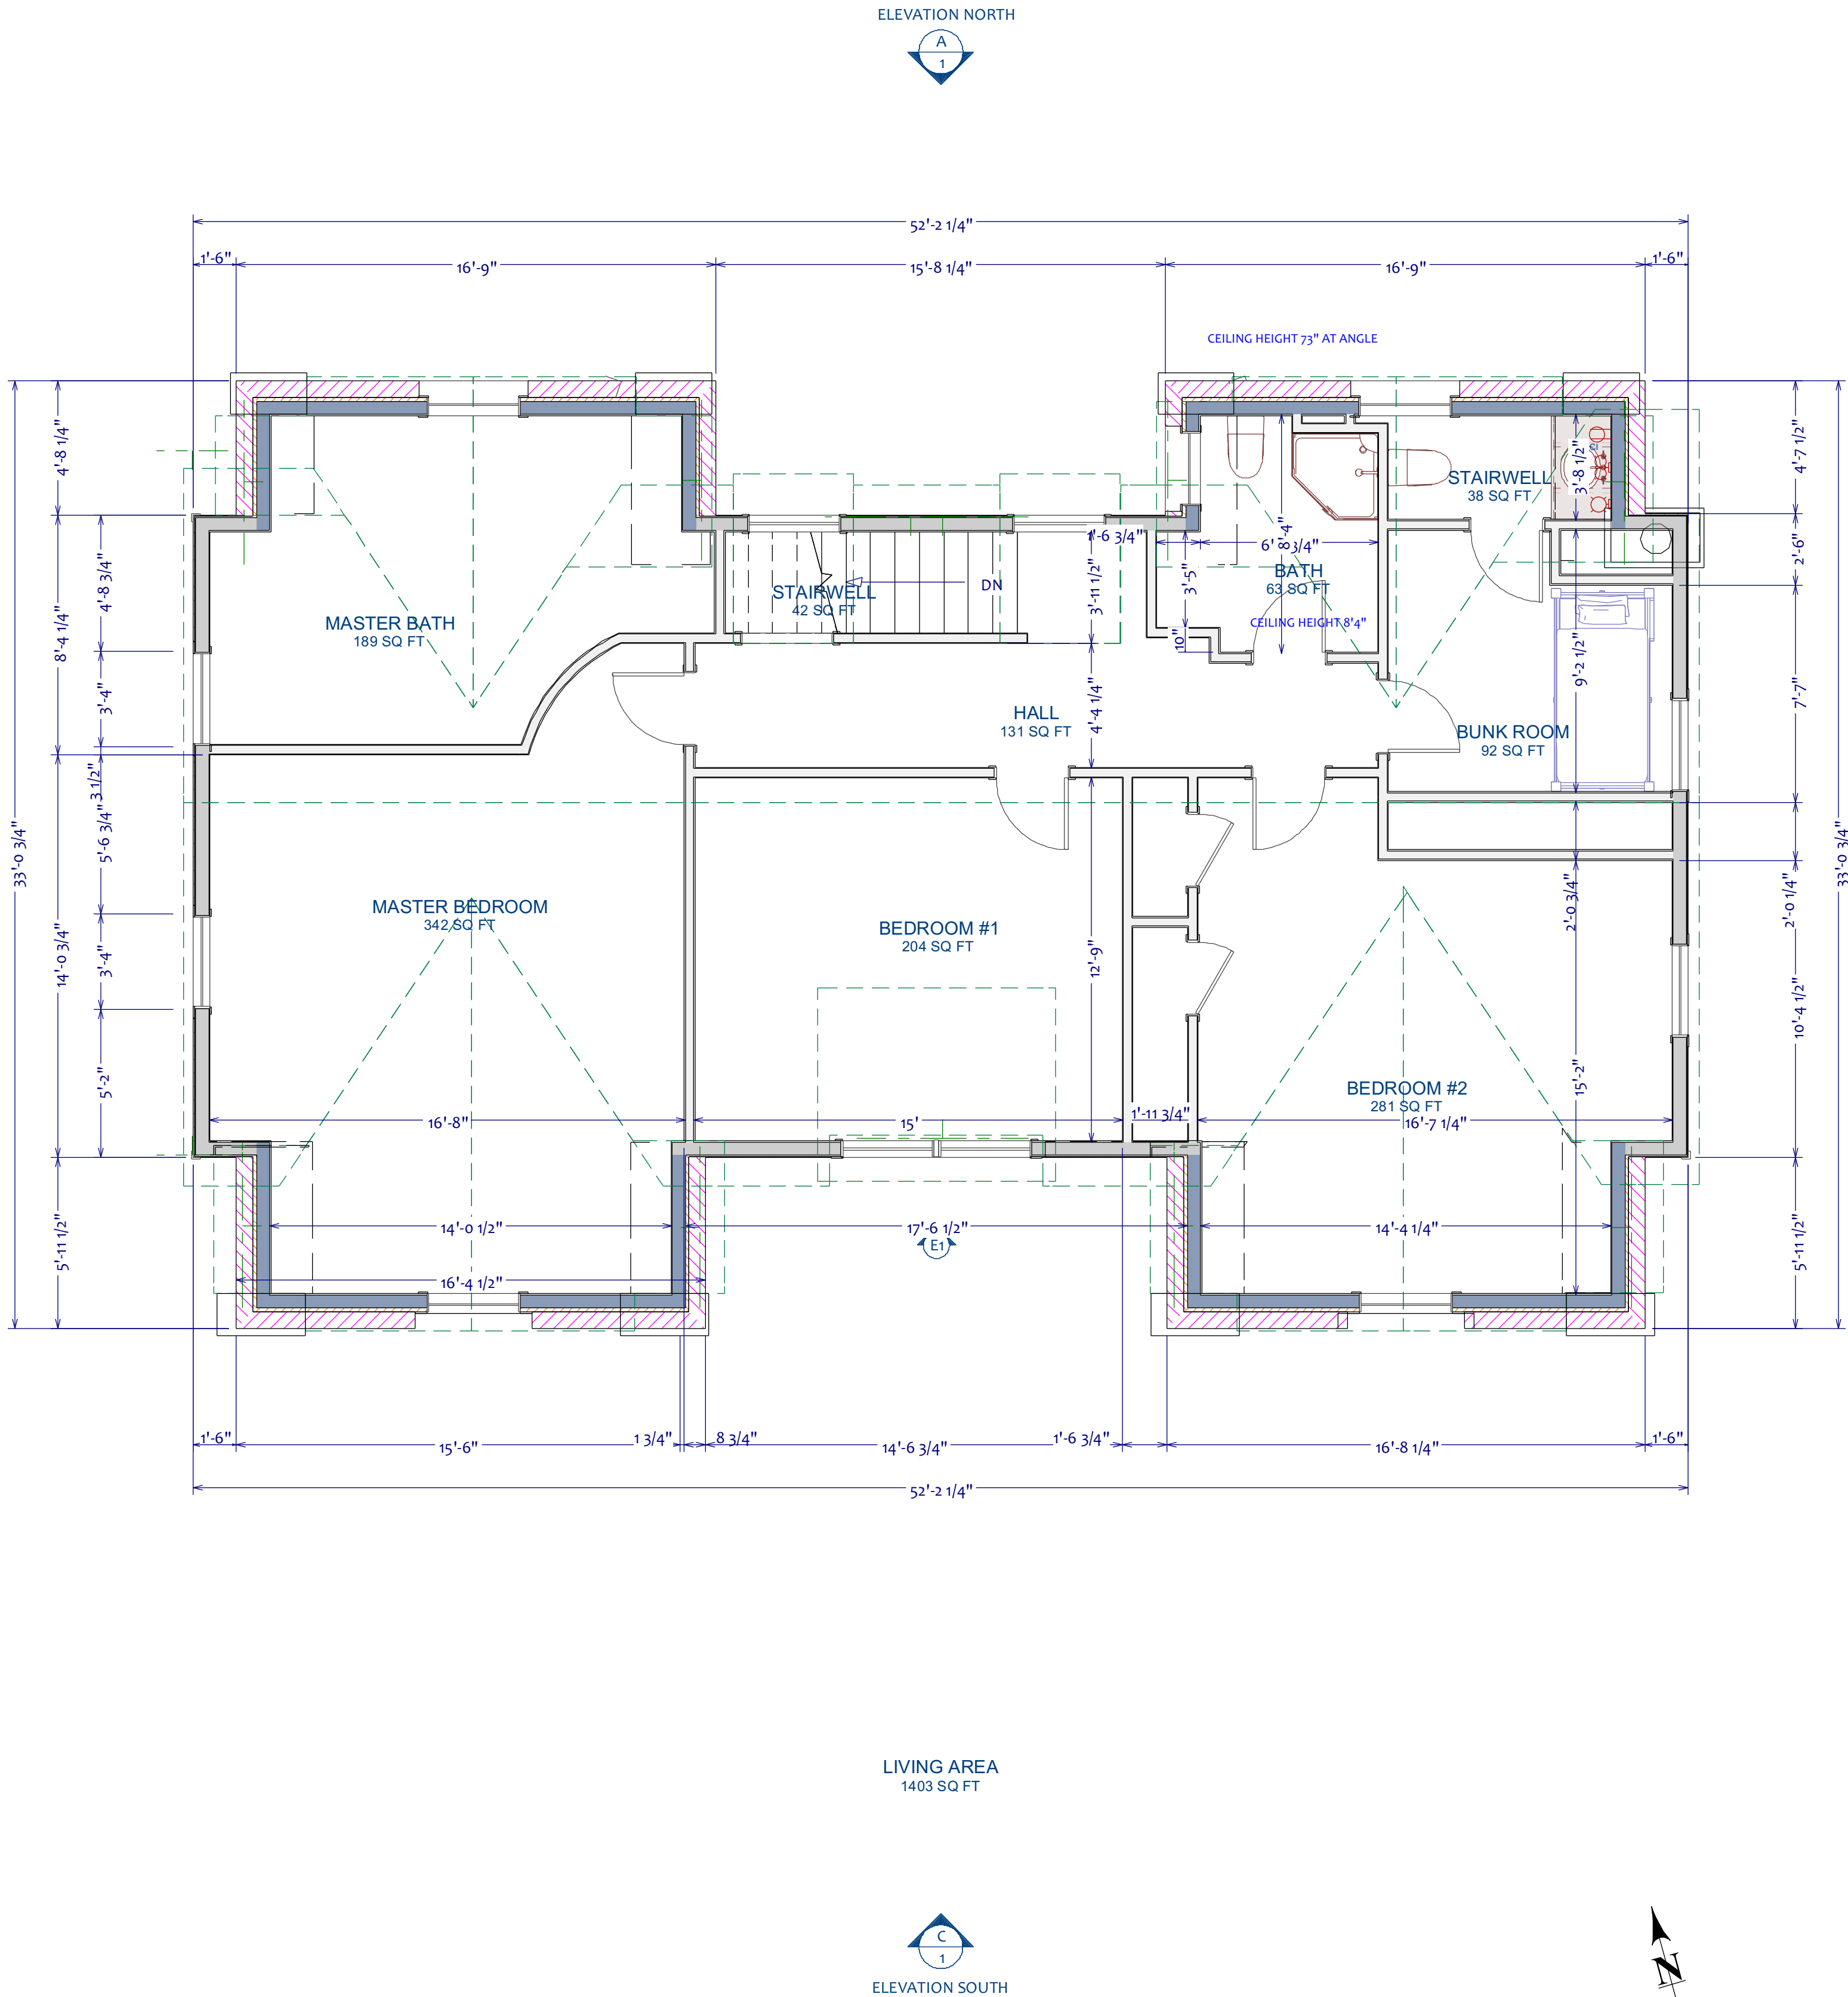 ELEVATION NORTH
A
1
52'-2 1/4"
1'-6"
16'-9"
15'-8 1/4"
16'-9"
1'-6"
CEILING HEIGHT 73" AT ANGLE
4'-8 1/4"
4'-7 1/2"
STAIRWELL
38 SQ FT
3'-8 1/2"
8'-4"
1'-6 3/4"
2'-6"
4'-8 3/4"
8'-4 1/4"
MASTER BATH
189 SQ FT
STAIRWELL
42 SQ FT
DN
3'-11 1/2"
3'-5"
10"
BATH
63 SQ FT
CEILING HEIGHT 8'4"
9'-2 1/2"
7'-7"
3'-4"
HALL
131 SQ FT
4'-4 1/4"
BUNK ROOM
92 SQ FT
3 1/2"
5'-6 3/4"
33'-0 3/4"
33'-0 3/4"
MASTER BEDROOM
342 SQ FT
BEDROOM #1
204 SQ FT
2'-0 3/4"
2'-0 1/4"
14'-0 3/4"
3'-4"
12'-9"
10'-4 1/2"
5'-2"
15'-2"
BEDROOM #2
281 SQ FT
16'-8"
15'
1'-11 3/4"
16'-7 1/4"
5'-11 1/2"
14'-0 1/2"
17'-6 1/2"
14'-4 1/4"
5'-11 1/2"
E1
16'-4 1/2"
1'-6"
15'-6"
1 3/4"
8 3/4"
14'-6 3/4"
1'-6 3/4"
16'-8 1/4"
1'-6"
52'-2 1/4"
LIVING AREA
1403 SQ FT
C
1
ELEVATION SOUTH
N